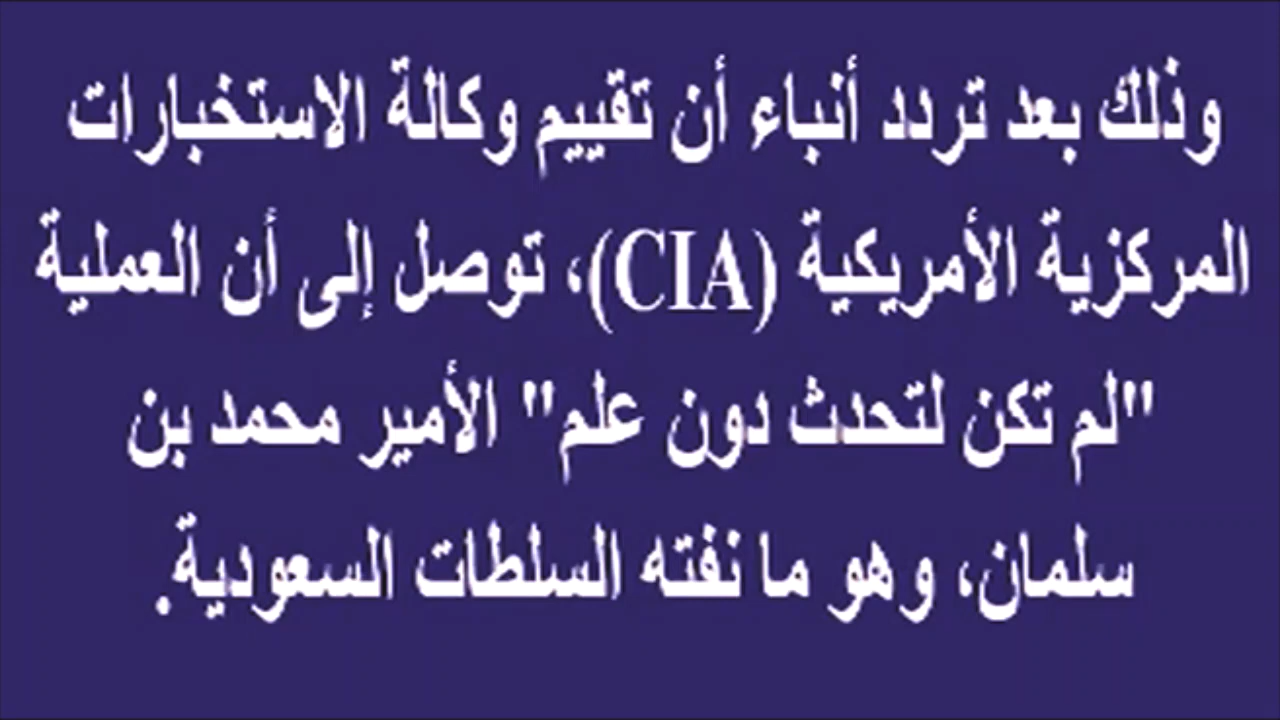 وذلك بعد تردد أنباء أن تقييم وكالة الاستخبارات
المركزية الأمريكية (CIA)، توصل إلى أن العملية
"لم تكن لتحدث دون علم" الأمير محمد بن
سلمان، وهو ما نفته السلطات السعودية.